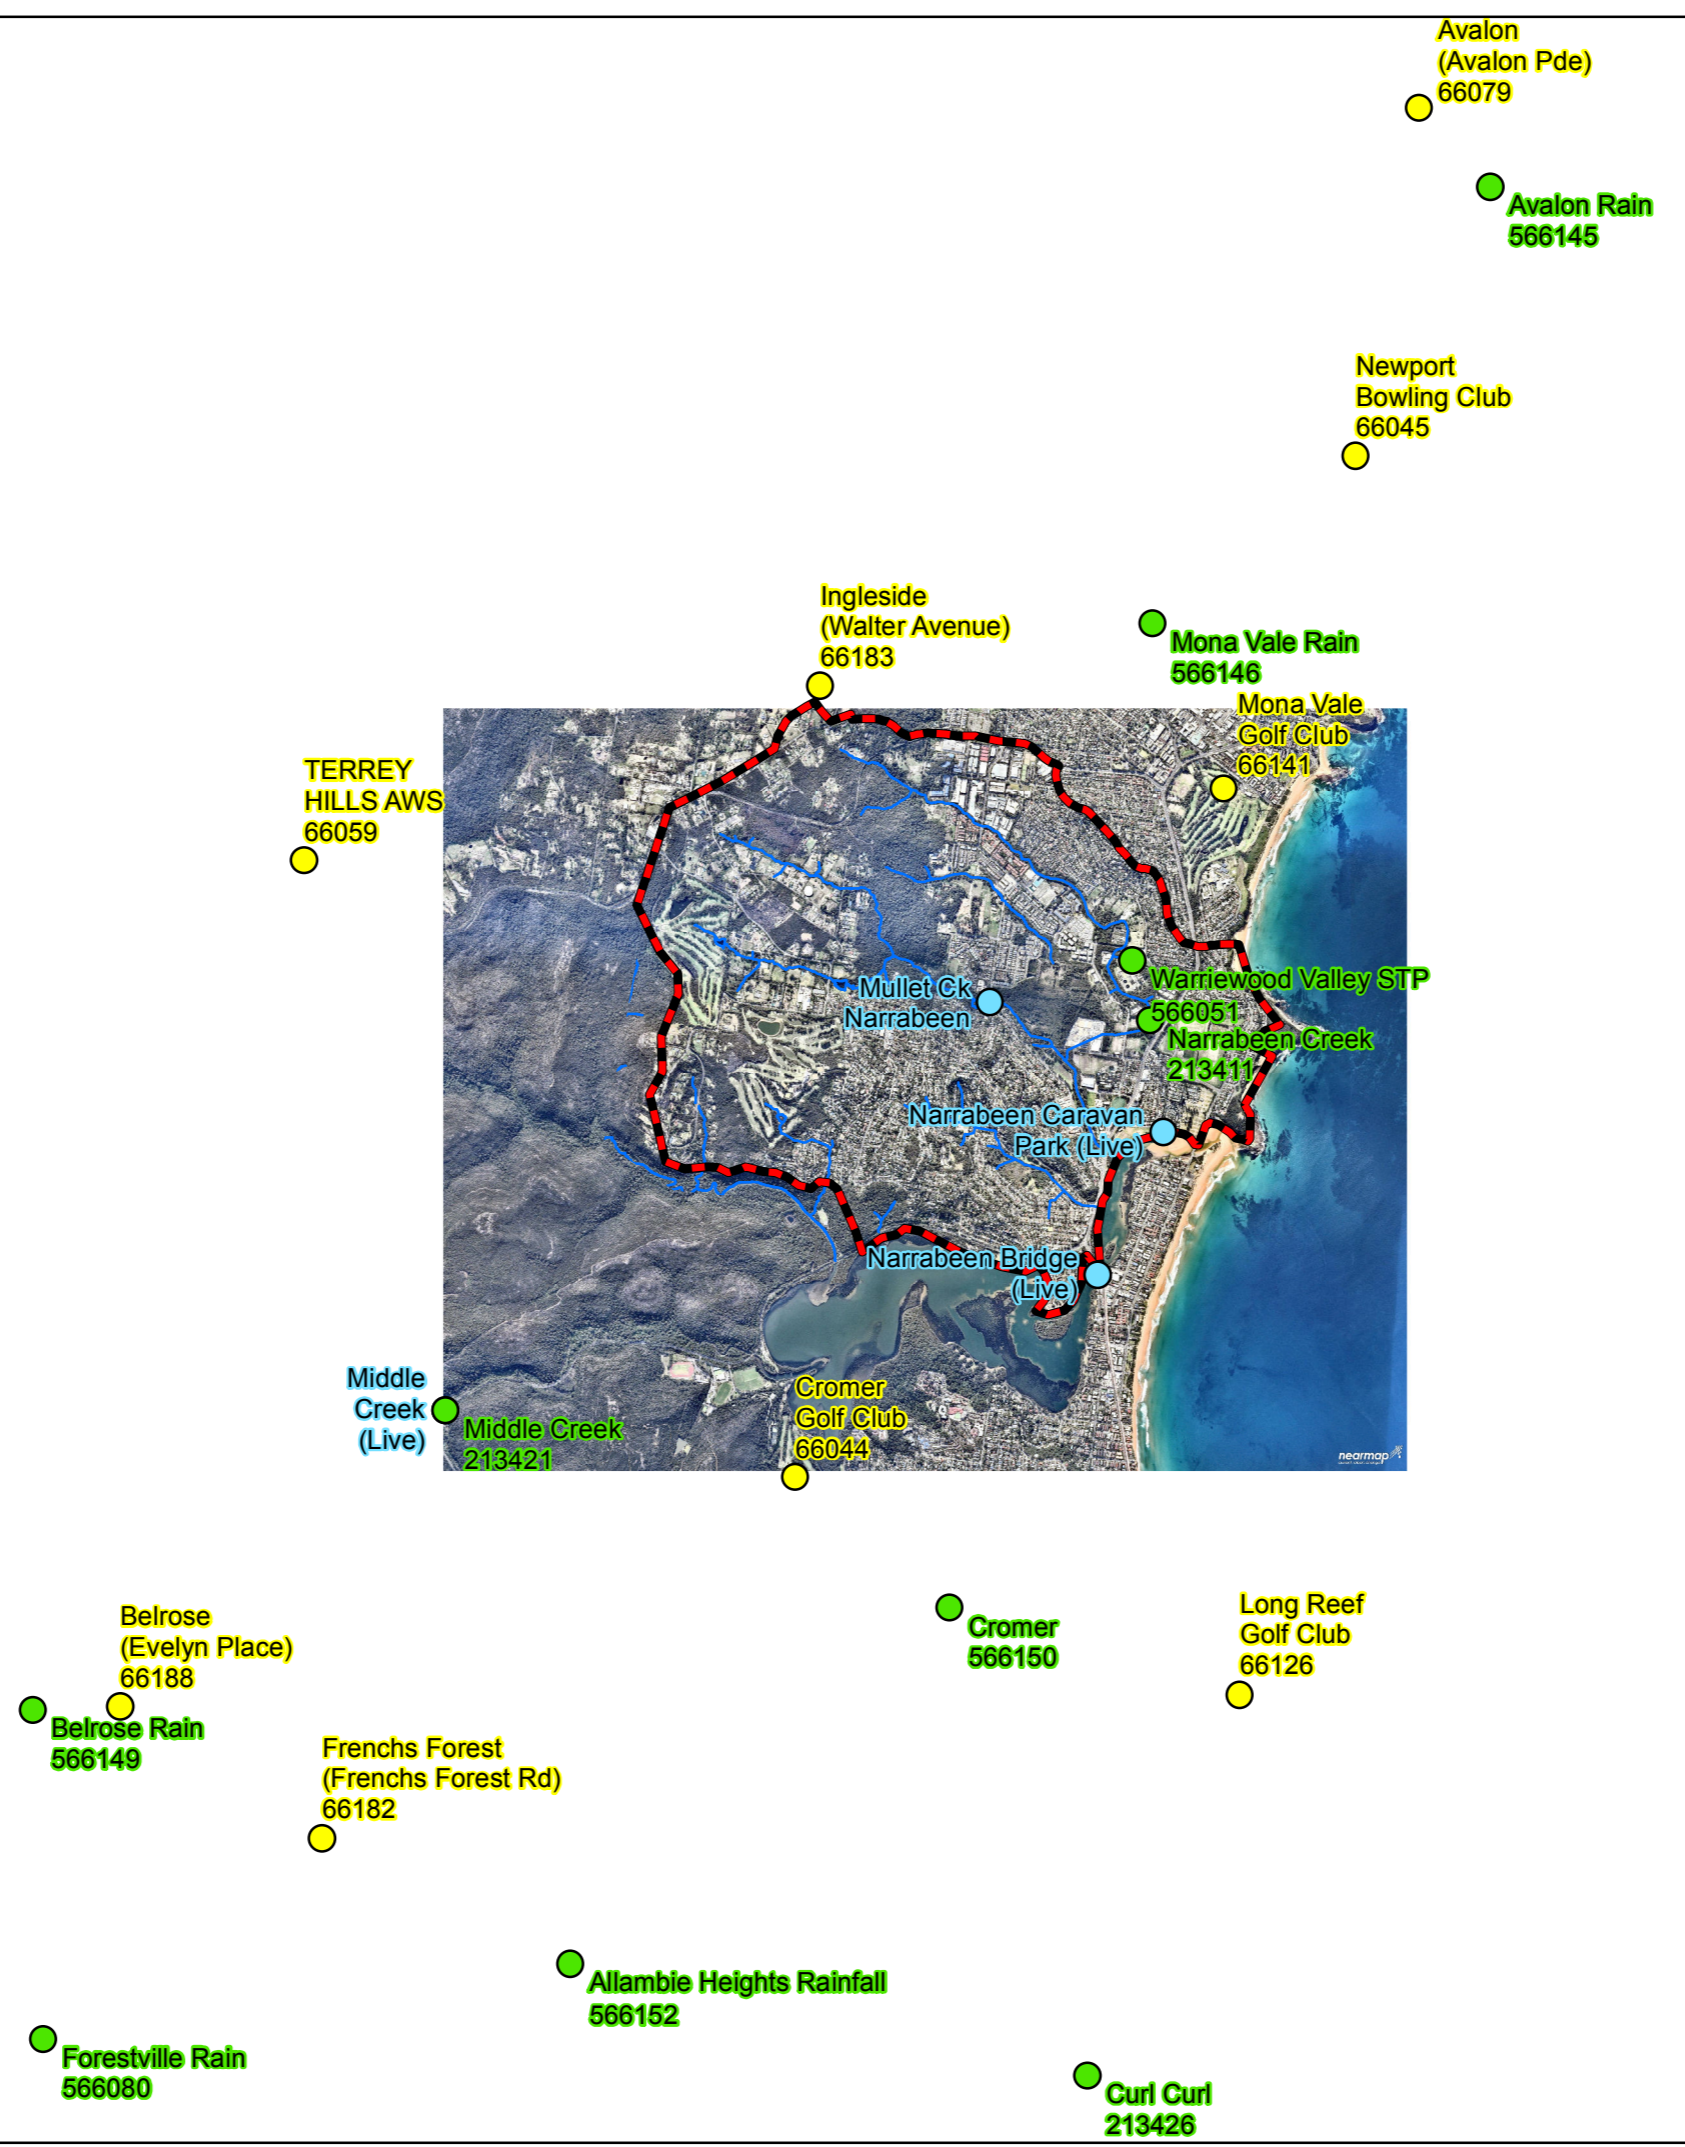 Avalon
(Avalon Pde)
66079
Avalon Rain
566145
Newport
Bowling Club
66045
Ingleside
(Walter Avenue)
66183
Mona Vale Rain
566146
Mona Vale
Golf Club
66141
TERREY
HILLS AWS
66059
Mullet Ck
Narrabeen
Warriewood Valley STP
566051
Narrabeen Creek
213411
Narrabeen Caravan
Park (Live)
Narrabeen Bridge
(Live)
Middle
Creek
(Live)
Middle Creek
213421
Cromer
Golf Club
66044
nearmap
Belrose
(Evelyn Place)
66188
Belrose Rain
566149
Cromer
566150
Long Reef
Golf Club
66126
Frenchs Forest
(Frenchs Forest Rd)
66182
Allambie Heights Rainfall
566152
Forestville Rain
566080
Curl Curl
213426